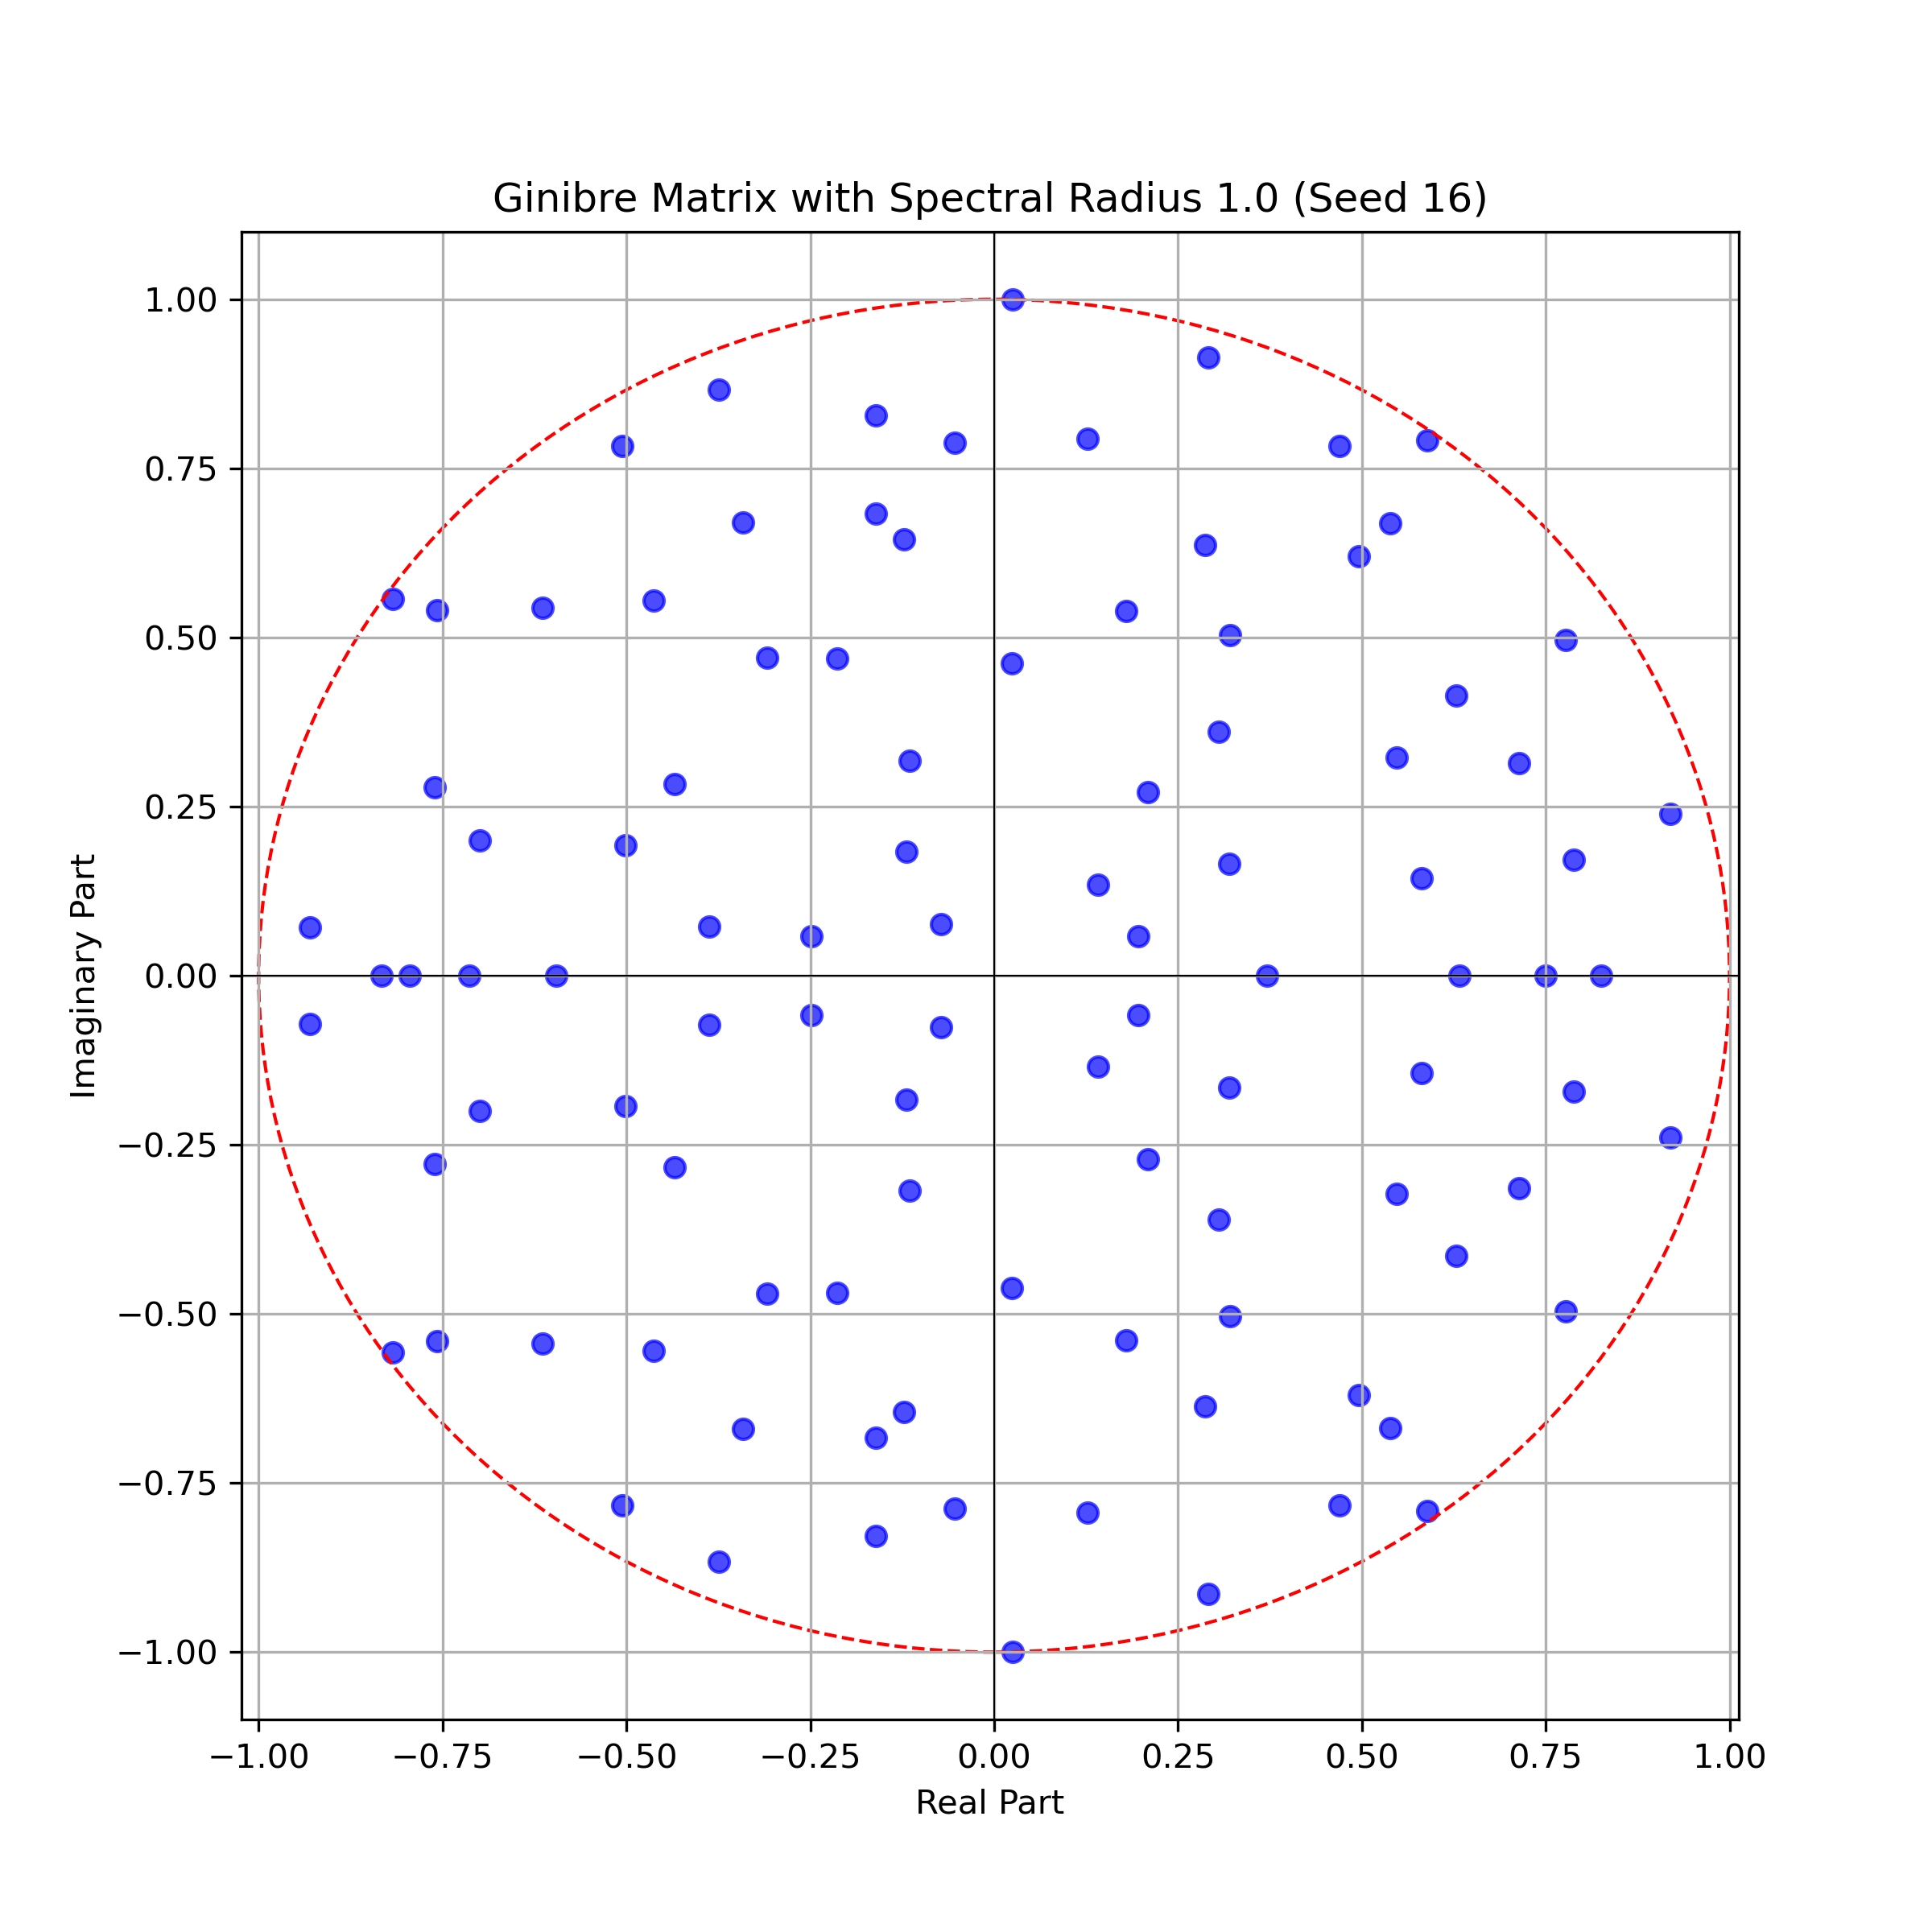 Ginibre Matrix with Spectral Radius 1.0 (Seed 16)
1.00
0.75
0.50
0.25
0.00
−0.25
−0.50
−0.75
−1.00
Imaginary Part
−1.00 −0.75 −0.50 −0.25 0.00 0.25 0.50 0.75 1.00
Real Part